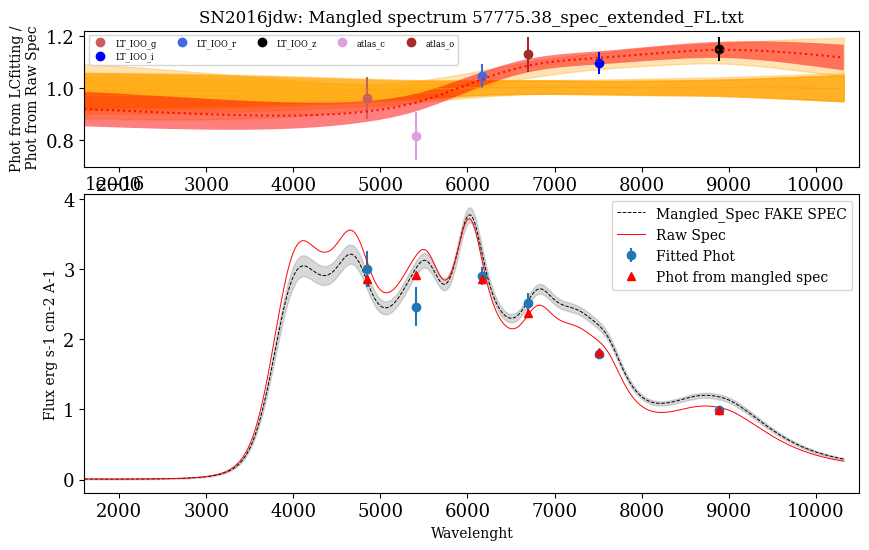 SN2016jdw: Mangled spectrum 57775.38_spec_extended_FL.txt
Phot from LCfitting /
Phot from Raw Spec
1.2
1.0
0.8
LT_IOO_g LT_IOO_r LT_IOO_z atlas_c atlas_o
LT_IOO_i
2000 3000 4000 5000 6000 7000 8000 9000 10000
1e−16
Flux erg s-1 cm-2 A-1
4
3
2
1
0
Mangled_Spec FAKE SPEC
Raw Spec
Fitted Phot
Phot from mangled spec
2000 3000 4000 5000 6000 7000 8000 9000 10000
Wavelenght